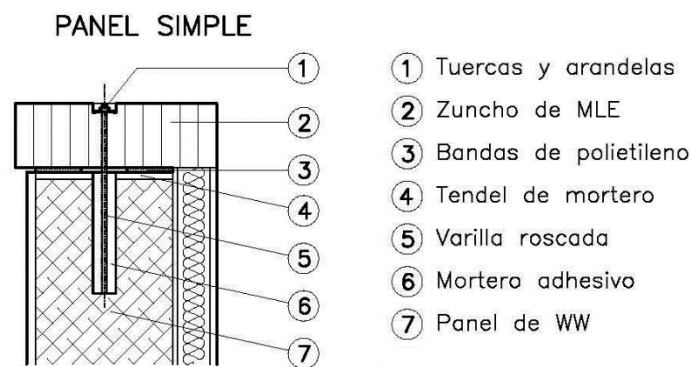 PANEL SIMPLE
1
2
3
4
5
6
7
1 Tuercas y arandelas
2 Zuncho de MLE
3 Bandas de polietileno
4 Tendel de mortero
5 Varilla roscada
6 Mortero adhesivo
7 Panel de WW